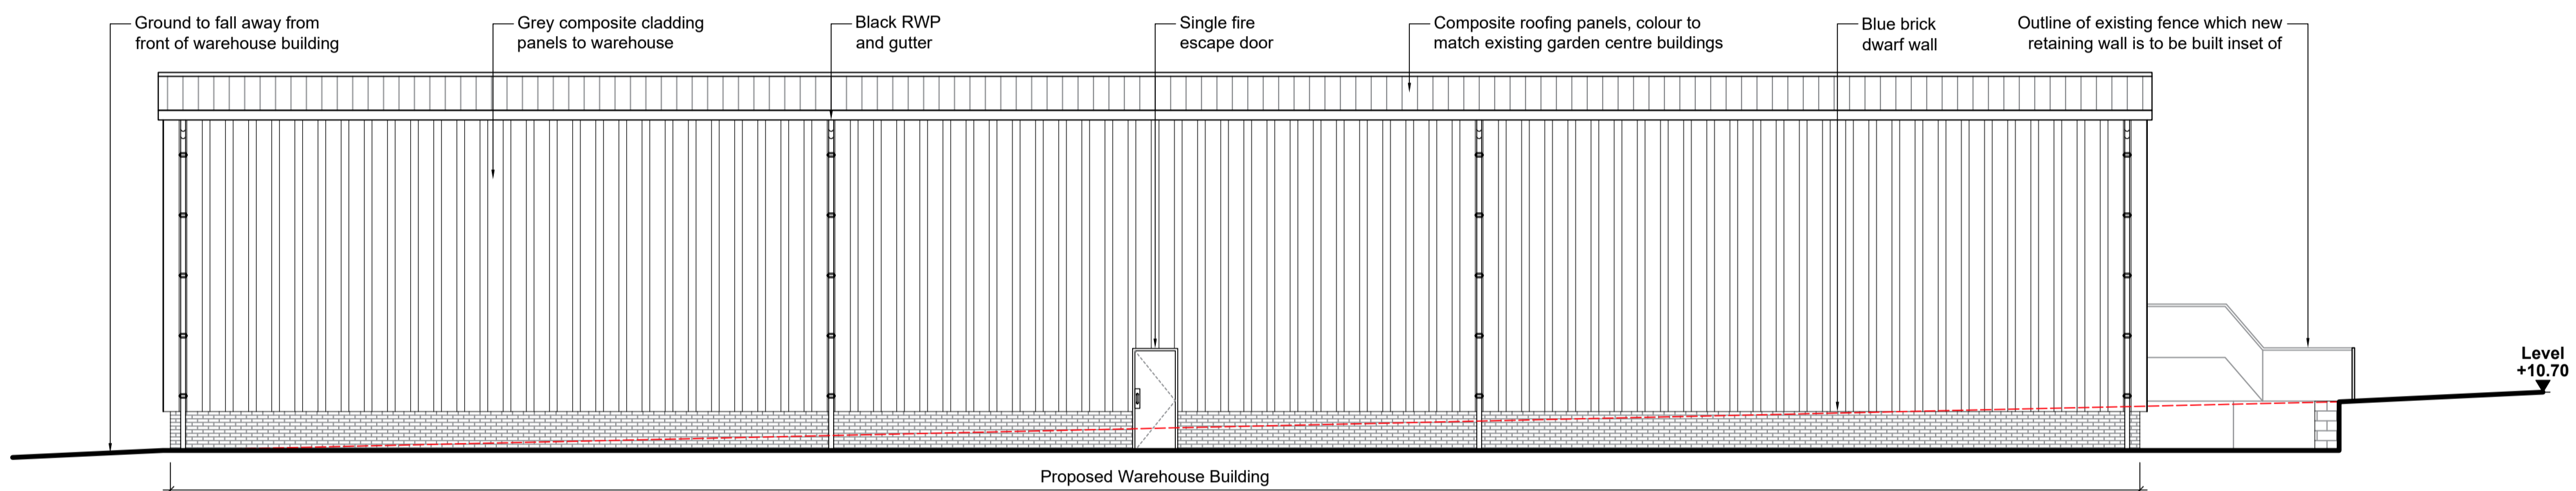 Ground to fall away from
front of warehouse building
Grey composite cladding
panels to warehouse
Black RWP
and gutter
Single fire
escape door
Composite roofing panels, colour to
match existing garden centre buildings
Blue brick
dwarf wall
Outline of existing fence which new
retaining wall is to be built inset of
Level
+10.70
Proposed Warehouse Building